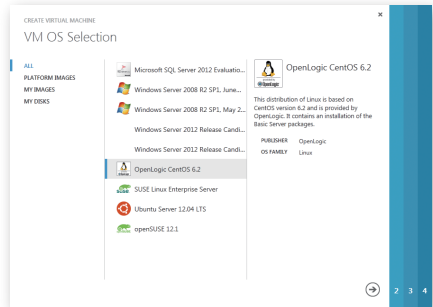 CREATE VIRTUAL MACHINE
VM OS Selection
ALL
PLATFORM IMAGES
MY IMAGES
MY DISKS
Microsoft SQL Server 2012 Evaluatio...
Windows Server 2008 R2 SP1, June...
Windows Server 2008 R2 SP1, May 2...
Windows Server 2012 Release Candi...
Windows Server 2012 Release Candi...
OpenLogic CentOS 6.2
SUSE Linux Enterprise Server
Ubuntu Server 12.04 LTS
openSUSE 12.1
OpenLogic CentOS 6.2
OpenLogic
This distribution of Linux is based on
CentOS version 6.2 and is provided by
OpenLogic. It contains an installation of the
Basic Server packages.
PUBLISHER OpenLogic
OS FAMILY Linux
2 3 4